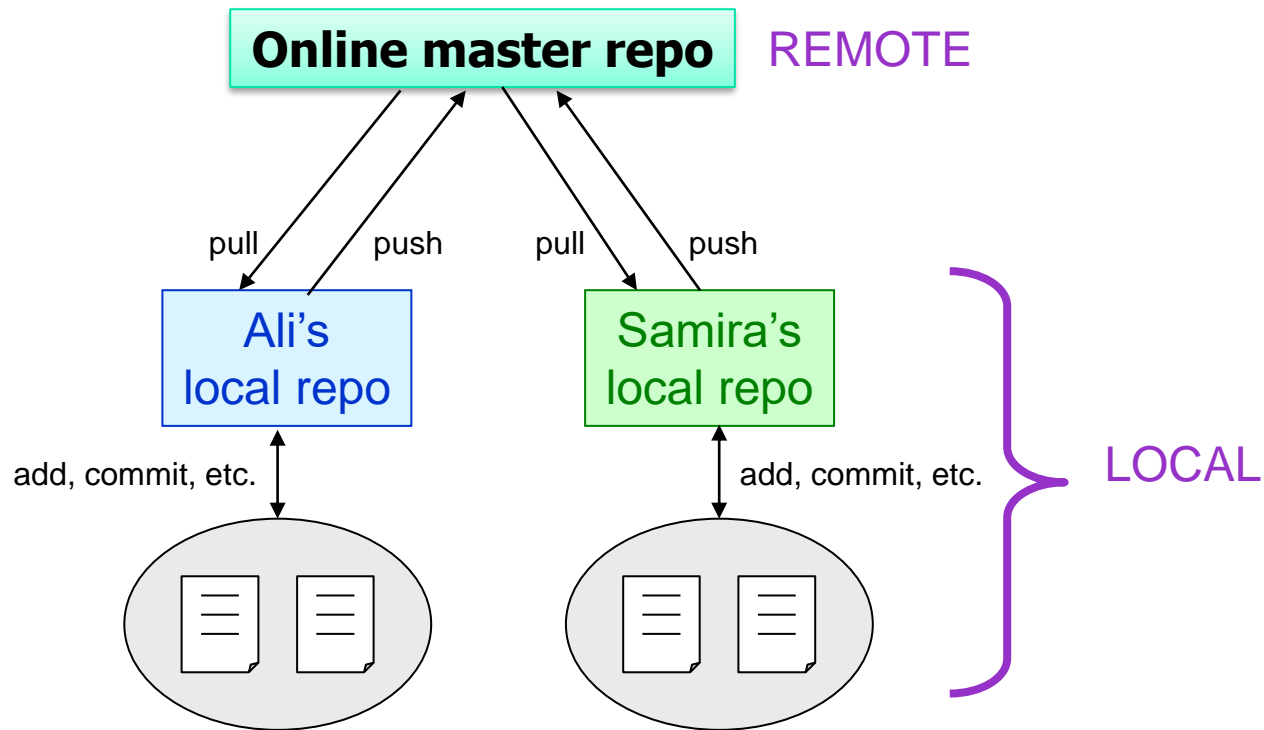 Online master repo
REMOTE
pull
push
pull
push
Ali’s
local repo
Samira’s
local repo
add, commit, etc.
add, commit, etc.
LOCAL